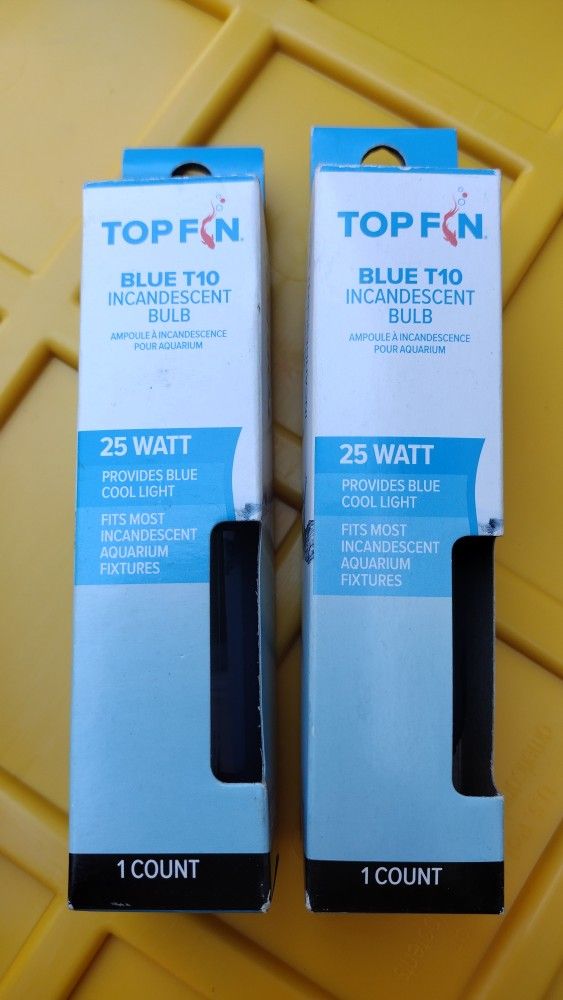 TOP FIN
BLUE T10
INCANDESCENT
BULB
AMPOULE À INCANDESCENCE
POUR AQUARIUM
25 WATT
PROVIDES BLUE
COOL LIGHT
FITS MOST
INCANDESCENT
AQUARIUM
FIXTURES
1 COUNT
TOP FIN
BLUE T10
INCANDESCENT
BULB
AMPOULE À INCANDESCENCE
POUR AQUARIUM
25 WATT
PROVIDES BLUE
COOL LIGHT
FITS MOST
INCANDESCENT
AQUARIUM
FIXTURES
1 COUNT